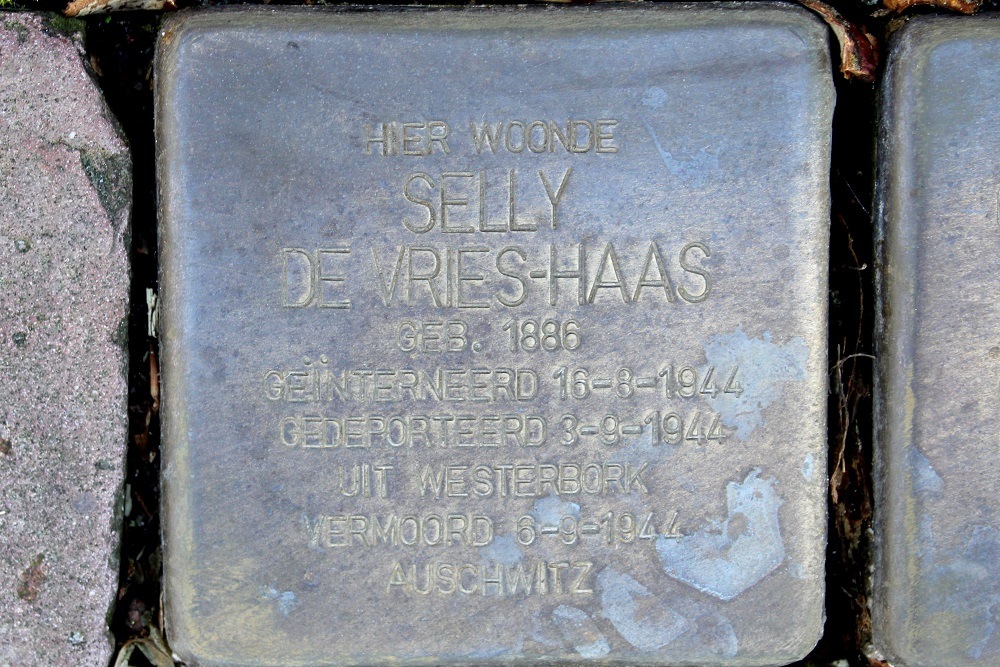 HIER WOONDE
SELLY
DE VRIES-HAAS
GEB. 1886
GEÏNTERNEERD 16-8-1944
GEDEPORTEERD 3-9-1944
UIT WESTERBORK
VERMOORD 6-9-1944
AUSCHWITZ